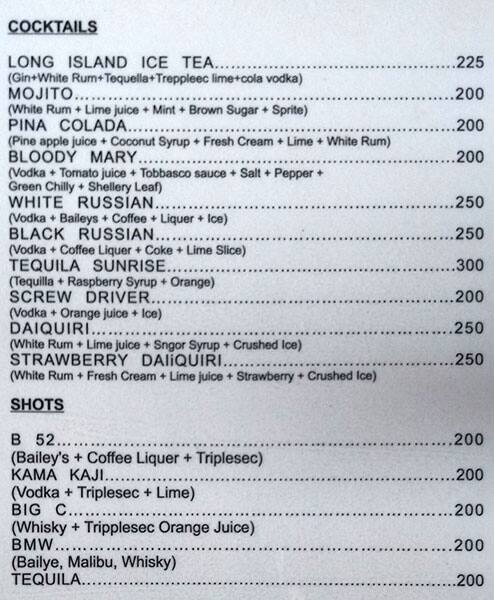 COCKTAILS
LONG ISLAND ICE TEA................................................225
(Gin+White Rum+Tequella+Treppleec lime+cola vodka)
MOJITO................................................200
(White Rum + Lime juice + Mint + Brown Sugar + Sprite)
PINA COLADA................................................200
(Pine apple juice + Coconut Syrup + Fresh Cream + Lime + White Rum)
BLOODY MARY................................................200
(Vodka + Tomato juice + Tobbasco sauce + Salt + Pepper +
Green Chilly + Shellery Leaf)
WHITE RUSSIAN................................................250
(Vodka + Baileys + Coffee + Liquer + Ice)
BLACK RUSSIAN................................................250
(Vodka + Coffee Liquer + Coke + Lime Slice)
TEQUILA SUNRISE................................................300
(Tequilla + Raspberry Syrup + Orange)
SCREW DRIVER................................................200
(Vodka + Orange juice + Ice)
DAIQUIRI................................................250
(White Rum + Lime juice + Sngor Syrup + Crushed Ice)
STRAWBERRY DAIiQUIRI................................................250
(White Rum + Fresh Cream + Lime juice + Strawberry + Crushed Ice)
SHOTS
B 52................................................200
(Bailey's + Coffee Liquer + Triplesec)
KAMA KAJI................................................200
(Vodka + Triplesec + Lime)
BIG C................................................200
(Whisky + Tripplesec Orange Juice)
BMW................................................200
(Bailye, Malibu, Whisky)
TEQUILA................................................200